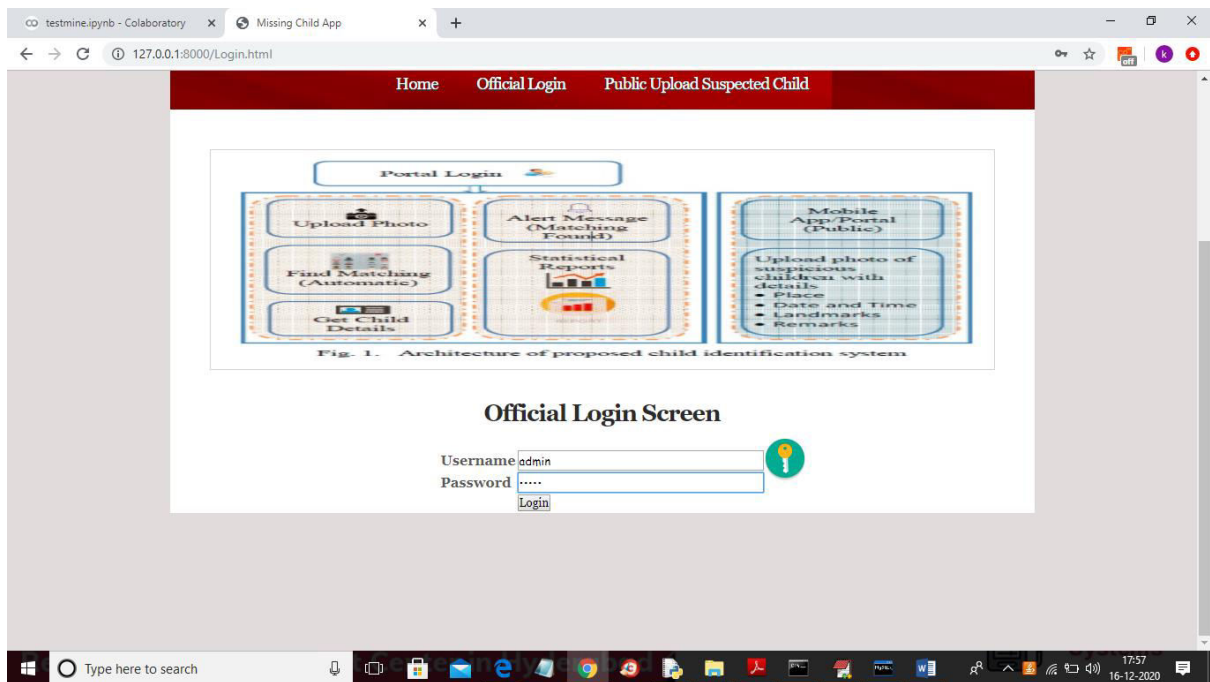 testmine.ipynb - Colaboratory
Missing Child App
127.0.0.1:8000/Login.html
off
k
Home Official Login Public Upload Suspected Child
Portal Login
Upload Photo
Find Matching
(Automatic)
Get Child
Details
Alert Message
(Matching
Found)
Statistical
Reports
Mobile
App/Portal
(Public)
Upload photo of
suspicious
children with
details
• Place
• Date and Time
• Landmarks
• Remarks
Fig. 1. Architecture of proposed child identification system
Official Login Screen
Username admin
Password •••••
Login
Type here to search
17:57
16-12-2020